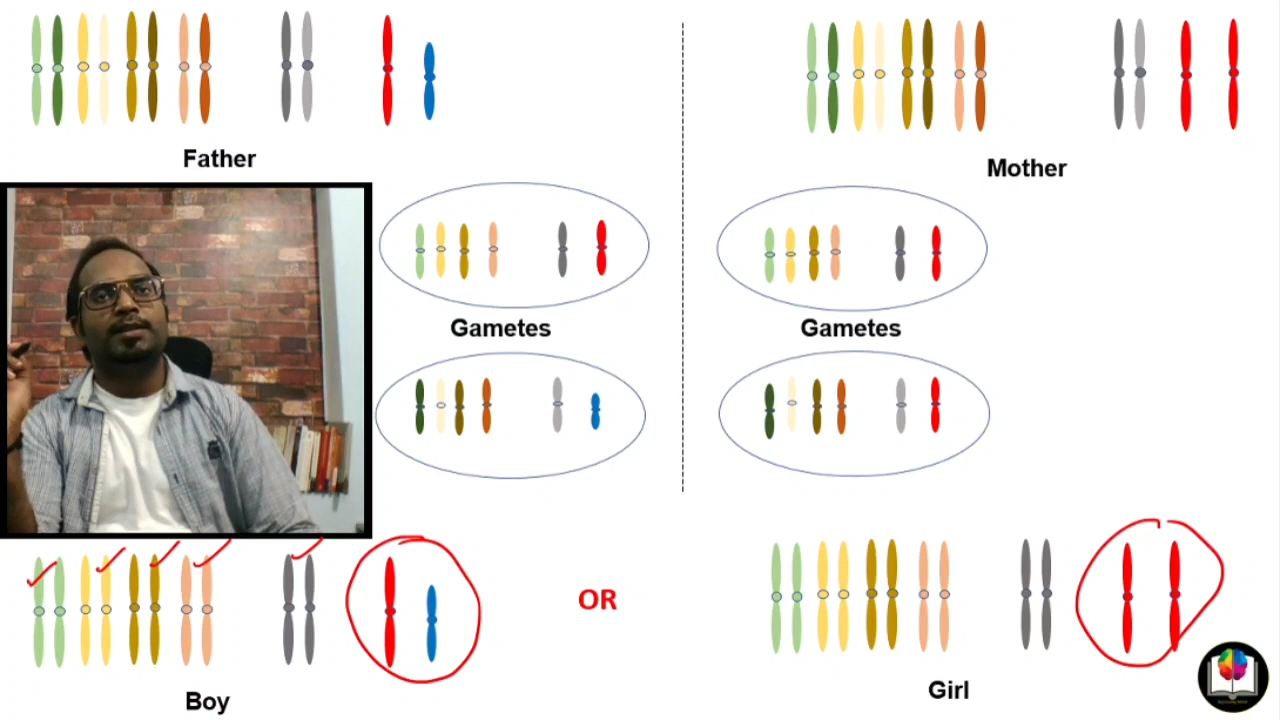 Father
Mother
Gametes
Gametes
OR
Boy
Girl